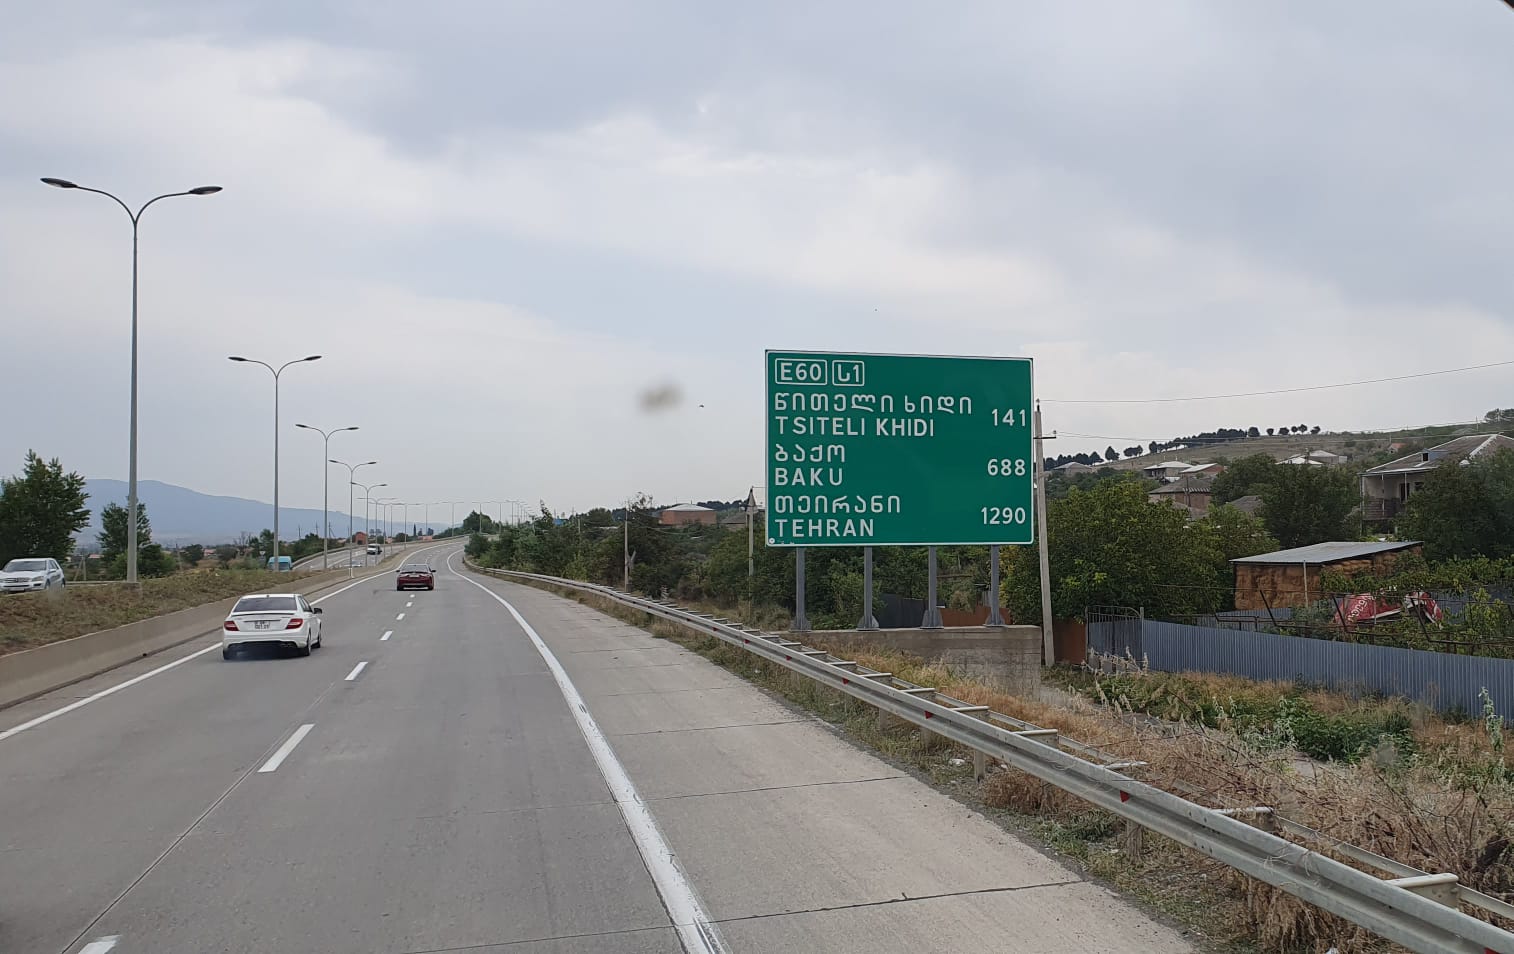 E60 ს1
წითელი ხიდი 141
TSITELI KHIDI
ბაქო
BAKU 688
თეირანი
TEHRAN 1290